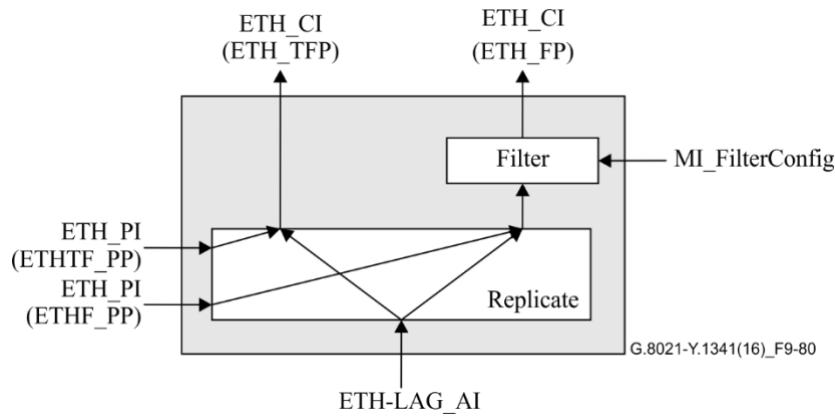 ETH_CI
(ETH_TFP)
ETH_CI
(ETH_FP)
Filter
MI_FilterConfig
ETH_PI
(ETHTF_PP)
ETH_PI
(ETHF_PP)
Replicate
G.8021-Y.1341(16)_F9-80
ETH-LAG_AI